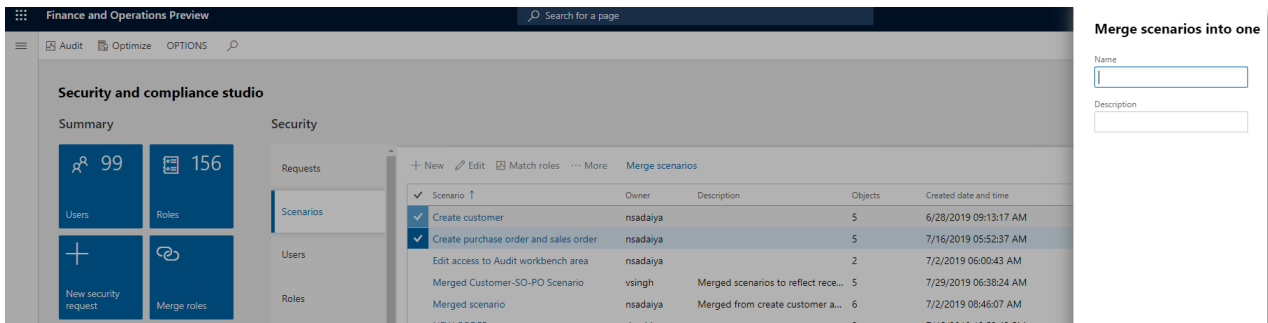 Finance and Operations Preview
Search for a page
Merge scenarios into one
Audit Optimize OPTIONS
Name
Description
Security and compliance studio
Summary
99
Users
156
Roles
New security
request
Merge roles
Security
Requests
Scenarios
Users
Roles
New Edit Match roles ··· More Merge scenarios
Scenario Owner Description Objects Created date and time
Create customer nsadaiya 5 6/28/2019 09:13:17 AM
Create purchase order and sales order nsadaiya 5 7/16/2019 05:52:37 AM
Edit access to Audit workbench area nsadaiya 2 7/2/2019 06:00:43 AM
Merged Customer-SO-PO Scenario vsingh Merged scenarios to reflect rece... 5 7/29/2019 06:38:24 AM
Merged scenario nsadaiya Merged from create customer a... 6 7/2/2019 08:46:07 AM